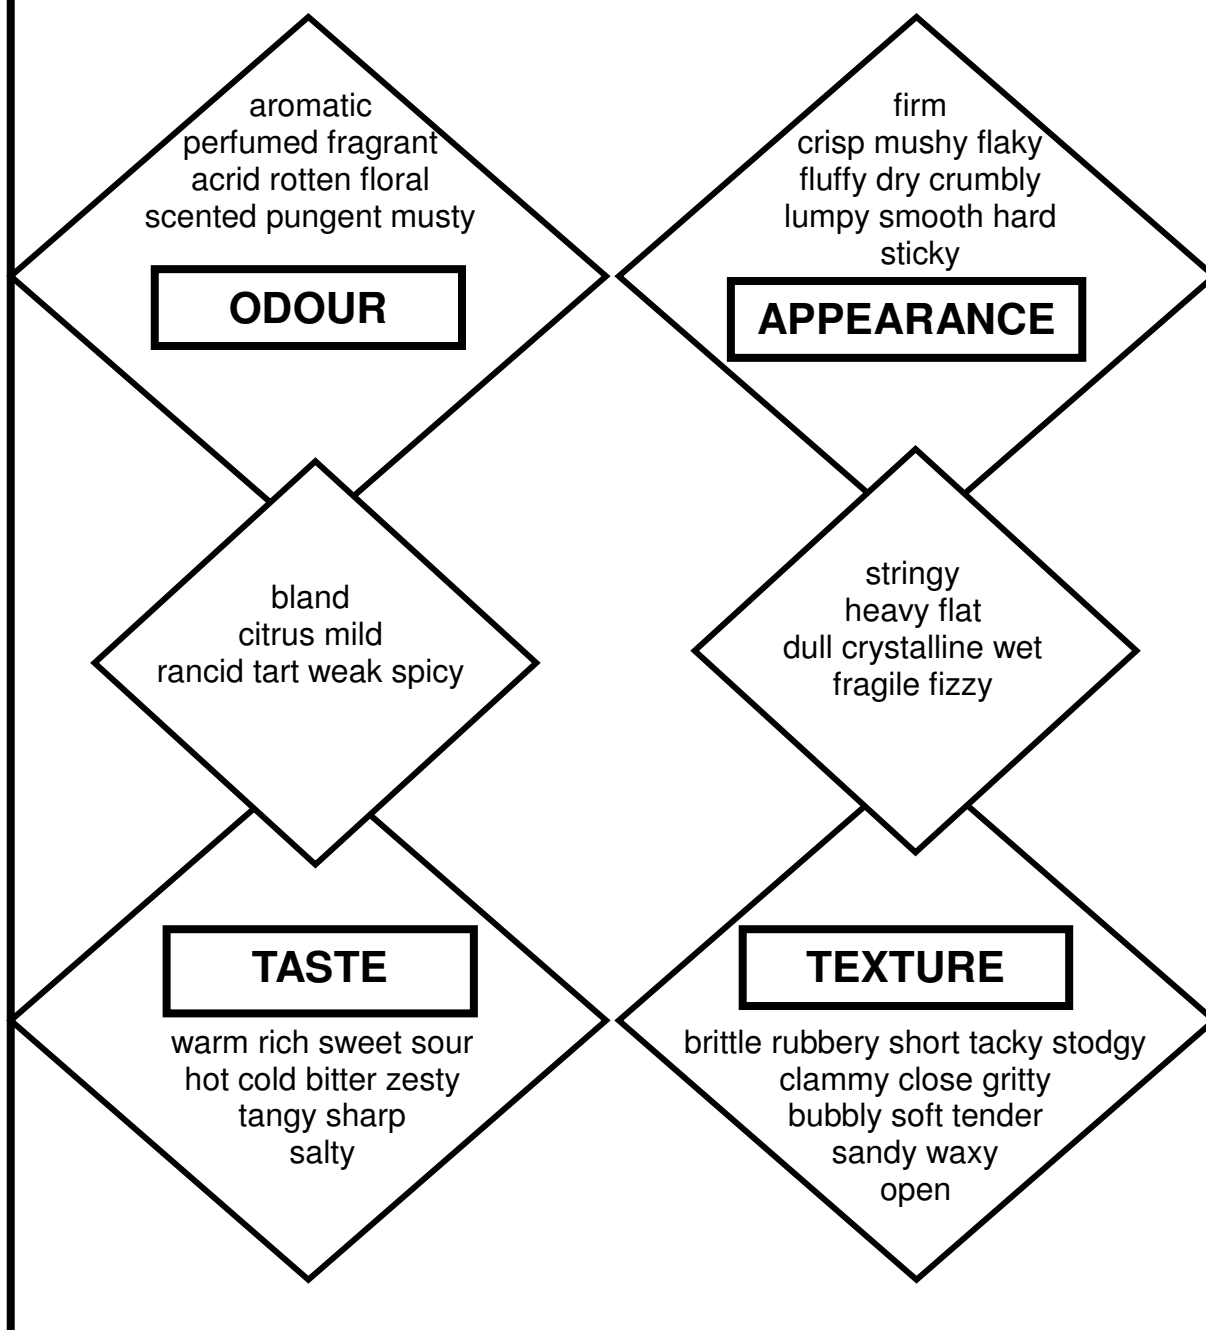 aromatic
perfumed fragrant
acrid rotten floral
scented pungent musty
ODOUR
firm
crisp mushy flaky
fluffy dry crumbly
lumpy smooth hard
sticky
APPEARANCE
bland
citrus mild
rancid tart weak spicy
stringy
heavy flat
dull crystalline wet
fragile fizzy
TASTE
warm rich sweet sour
hot cold bitter zesty
tangy sharp
salty
TEXTURE
brittle rubbery short tacky stodgy
clammy close gritty
bubbly soft tender
sandy waxy
open